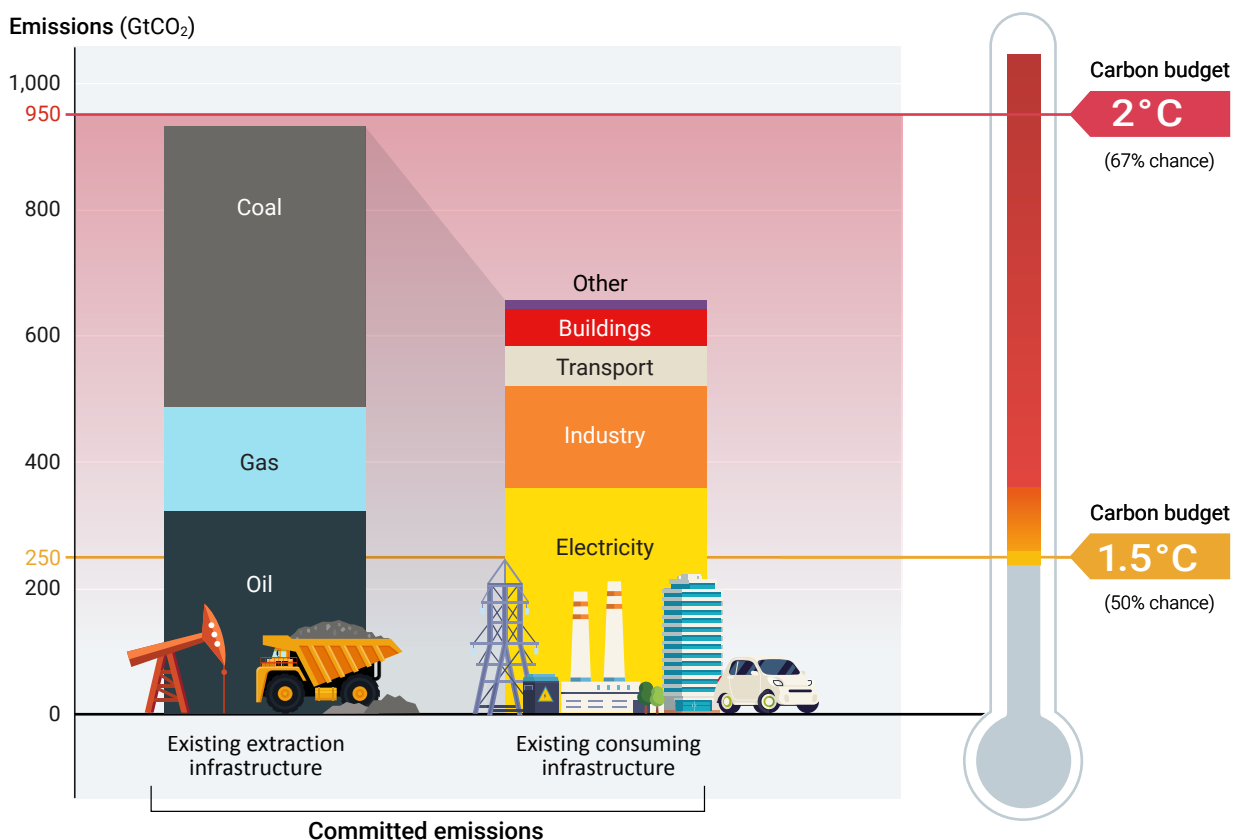 Emissions (GtCO₂)
1,000
950
800
600
400
250
200
0
Coal
Gas
Oil
Other
Buildings
Transport
Industry
Electricity
Existing extraction
infrastructure
Existing consuming
infrastructure
Committed emissions
Carbon budget
2°C
(67% chance)
Carbon budget
1.5°C
(50% chance)